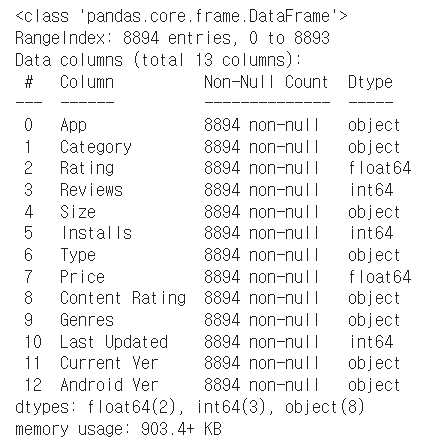 <class 'pandas.core.frame.DataFrame'>
RangeIndex: 8894 entries, 0 to 8893
Data columns (total 13 columns):
 #   Column          Non-Null Count  Dtype
---  ------          --------------  -----
 0   App             8894 non-null   object
 1   Category        8894 non-null   object
 2   Rating          8894 non-null   float64
 3   Reviews         8894 non-null   int64
 4   Size            8894 non-null   object
 5   Installs        8894 non-null   int64
 6   Type            8894 non-null   object
 7   Price           8894 non-null   float64
 8   Content Rating  8894 non-null   object
 9   Genres          8894 non-null   object
 10  Last Updated    8894 non-null   int64
 11  Current Ver     8894 non-null   object
 12  Android Ver     8894 non-null   object
dtypes: float64(2), int64(3), object(8)
memory usage: 903.4+ KB